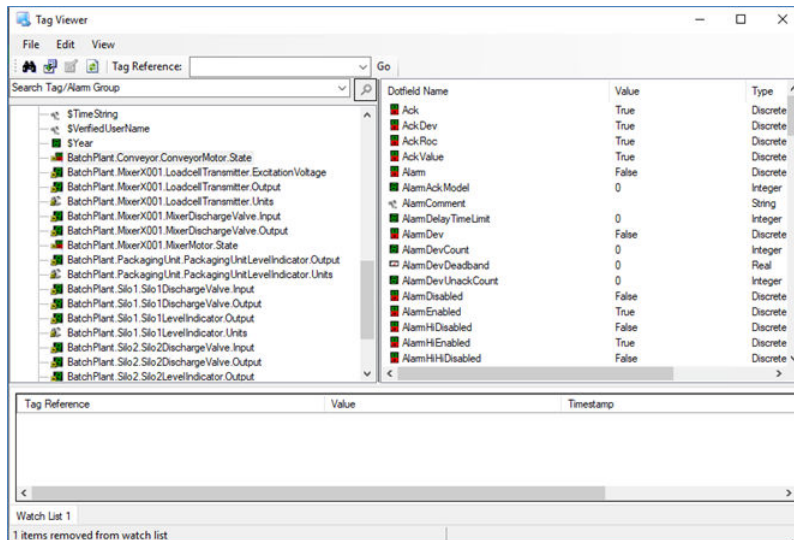 Tag Viewer
File Edit View
Tag Reference: Go
Search Tag/Alarm Group
$TimeString
$VerifiedUserName
$Year
BatchPlant.Conveyor.ConveyorMotor.State
BatchPlant.MixerX001.LoadcellTransmitter.ExcitationVoltage
BatchPlant.MixerX001.LoadcellTransmitter.Output
BatchPlant.MixerX001.LoadcellTransmitter.Units
BatchPlant.MixerX001.MixerDischargeValve.Input
BatchPlant.MixerX001.MixerDischargeValve.Output
BatchPlant.MixerX001.MixerMotor.State
BatchPlant.PackagingUnit.PackagingUnitLevelIndicator.Output
BatchPlant.PackagingUnit.PackagingUnitLevelIndicator.Units
BatchPlant.Silo1.Silo1DischargeValve.Input
BatchPlant.Silo1.Silo1DischargeValve.Output
BatchPlant.Silo1.Silo1LevelIndicator.Output
BatchPlant.Silo1.Silo1LevelIndicator.Units
BatchPlant.Silo2.Silo2DischargeValve.Input
BatchPlant.Silo2.Silo2DischargeValve.Output
BatchPlant.Silo2.Silo2LevelIndicator.Output
Dotfield Name Value Type
Ack True Discrete
AckDev True Discrete
AckRoc True Discrete
AckValue True Discrete
Alarm False Discrete
AlarmAckModel 0 Integer
AlarmComment String
AlarmDelayTimeLimit 0 Integer
AlarmDev False Discrete
AlarmDevCount 0 Integer
AlarmDevDeadband 0 Real
AlarmDevUnackCount 0 Integer
AlarmDisabled False Discrete
AlarmEnabled True Discrete
AlarmHiDisabled False Discrete
AlarmHiEnabled True Discrete
AlarmHiHiDisabled False Discrete
Tag Reference Value Timestamp
Watch List 1
1 items removed from watch list